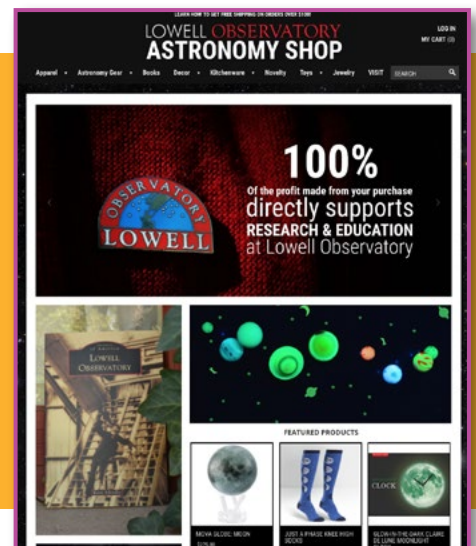 LEARN HOW TO GET FREE SHIPPING ON ORDERS OVER $100!
LOWELL OBSERVATORY
ASTRONOMY SHOP
LOG IN
MY CART (0)
Apparel
Astronomy Gear
Books
Decor
Kitchenware
Novelty
Toys
Jewelry
VISIT
SEARCH
OBSERVATORY
LOWELL
100%
Of the profit made from your purchase
directly supports
RESEARCH & EDUCATION
at Lowell Observatory
LOWELL
OBSERVATORY
FEATURED PRODUCTS
CLOCK
MOVA GLOBE: MOON
JUST A PHASE KNEE HIGH
SOCKS
GLOW-IN-THE-DARK CLAIRE
DE LUNE MOONLIGHT